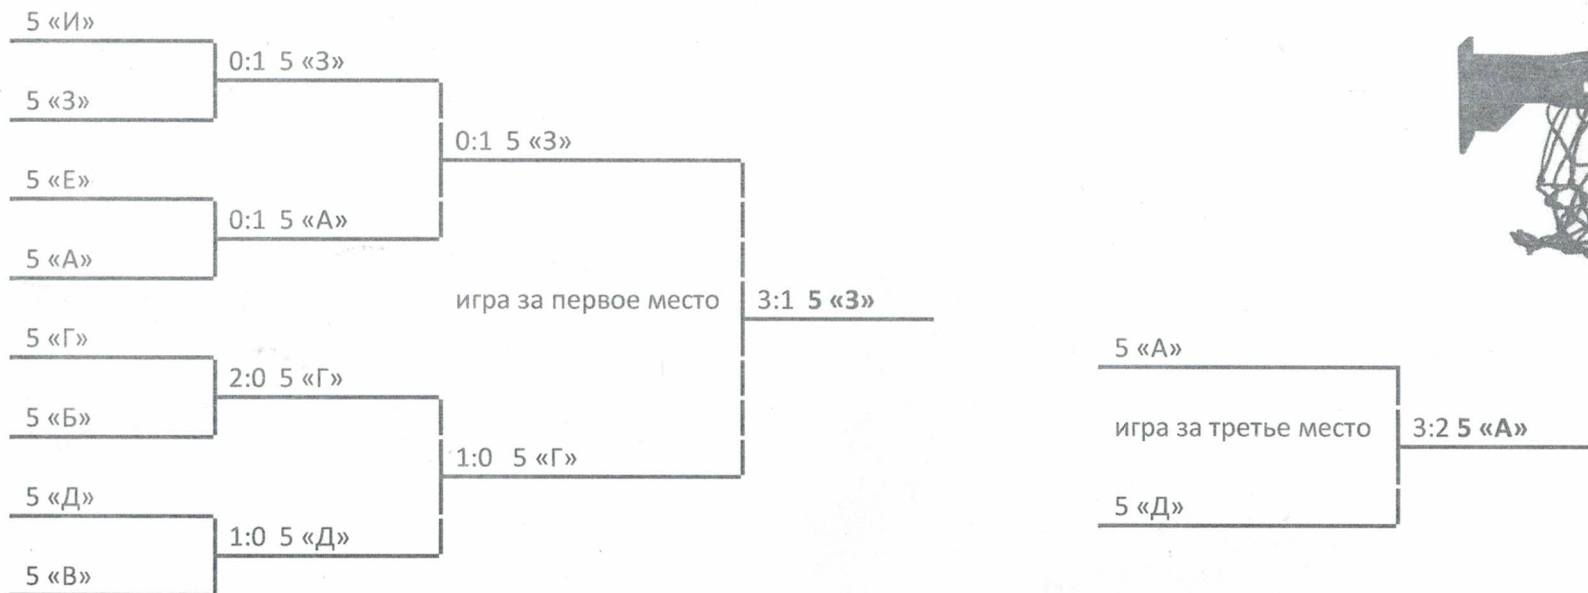 5 «И»
0:1 5 «З»
5 «З»
0:1 5 «З»
5 «Е»
0:1 5 «А»
5 «А»
игра за первое место
3:1 5 «З»
5 «Г»
2:0 5 «Г»
5 «Б»
1:0 5 «Г»
5 «Д»
1:0 5 «Д»
5 «В»
5 «А»
игра за третье место
3:2 5 «А»
5 «Д»